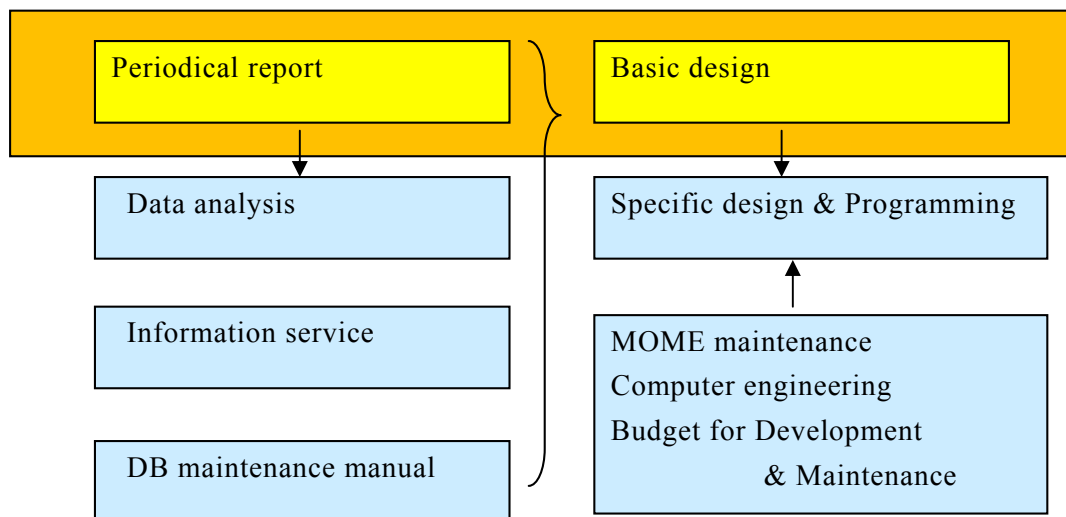 Periodical report
Basic design
Data analysis
Specific design & Programming
Information service
MOME maintenance
Computer engineering
Budget for Development
& Maintenance
DB maintenance manual